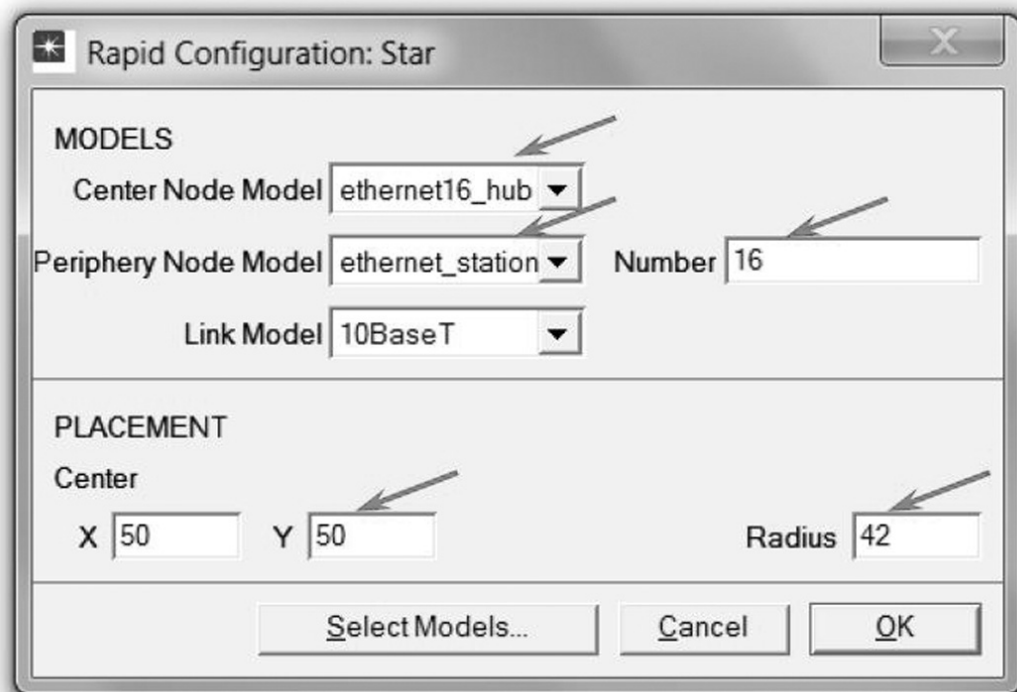 Rapid Configuration: Star
MODELS
Center Node Model ethernet16_hub
Periphery Node Model ethernet_station Number 16
Link Model 10BaseT
PLACEMENT
Center
X 50 Y 50 Radius 42
Select Models... Cancel OK